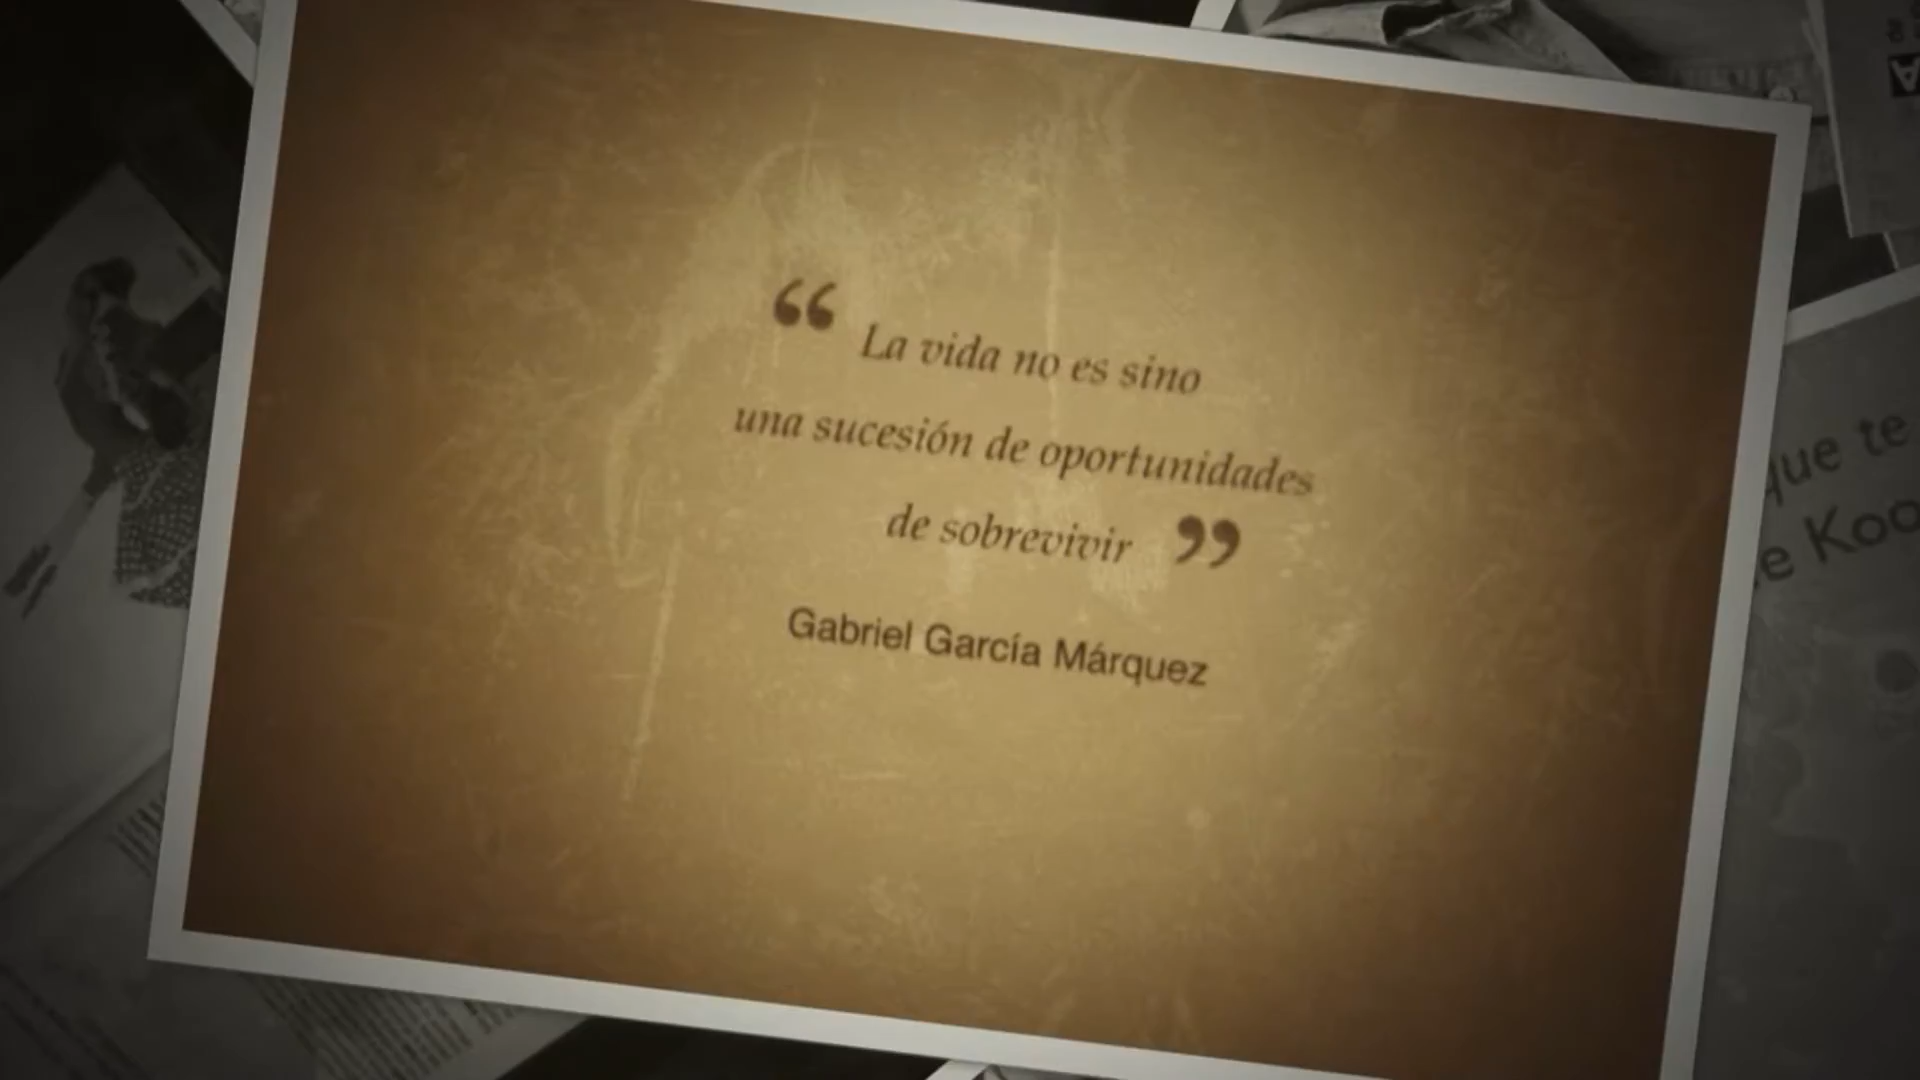 “ La vida no es sino
una sucesión de oportunidades
de sobrevivir ”
Gabriel García Márquez
que te
Koo